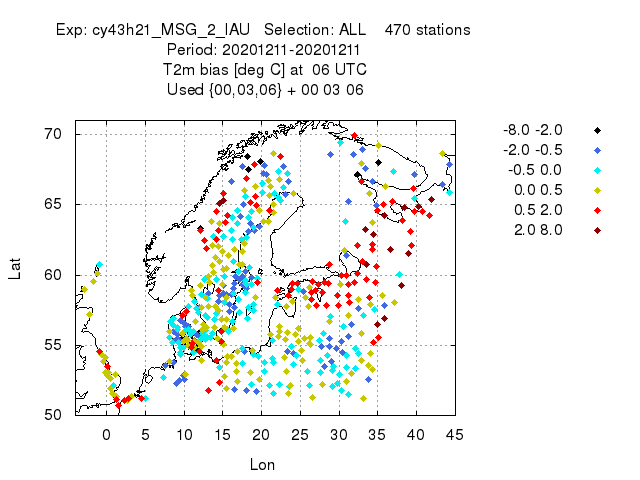 Exp: cy43h21_MSG_2_IAU Selection: ALL 470 stations
Period: 20201211-20201211
T2m bias [deg C] at 06 UTC
Used {00,03,06} + 00 03 06
70
65
60
55
50
Lat
0 5 10 15 20 25 30 35 40 45
Lon
-8.0 -2.0
-2.0 -0.5
-0.5 0.0
0.0 0.5
0.5 2.0
2.0 8.0